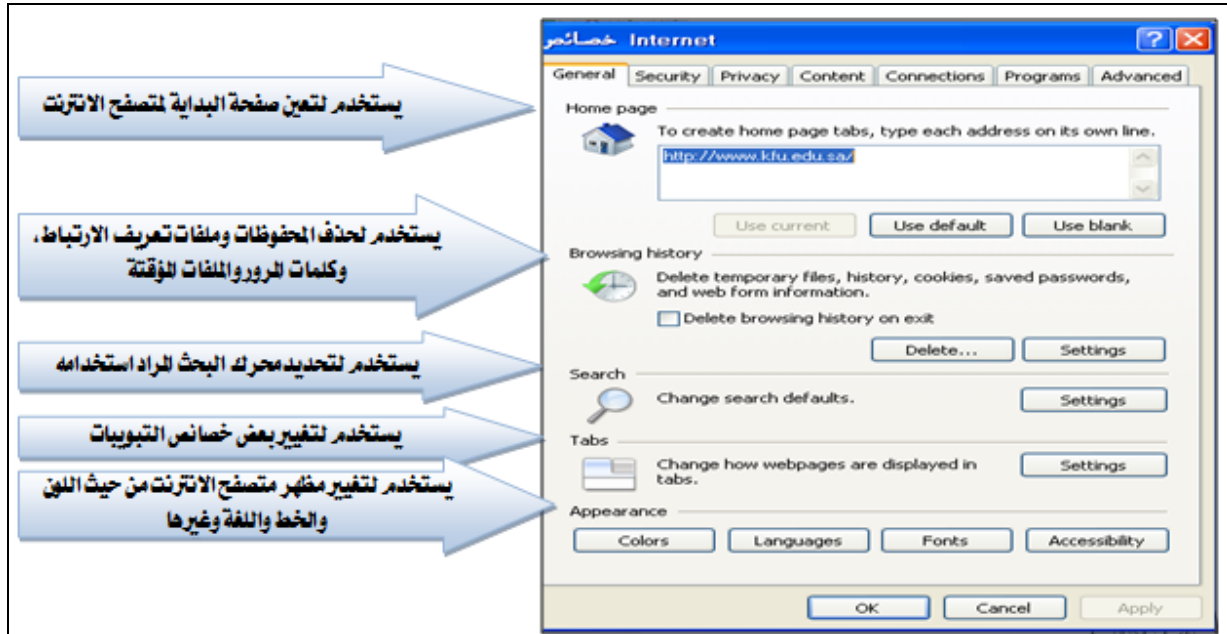 خصائص Internet
General Security Privacy Content Connections Programs Advanced
يستخدم لتعين صفحة البداية لمتصفح الانترنت
Home page
To create home page tabs, type each address on its own line.
http://www.kfu.edu.sa/
Use current Use default Use blank
يستخدم لحذف المحفوظات وملفات تعريف الارتباط،
وكلمات المرور والملفات المؤقتة
Browsing history
Delete temporary files, history, cookies, saved passwords,
and web form information.
Delete browsing history on exit
Delete... Settings
يستخدم لتحديد محرك البحث المراد استخدامه
Search
Change search defaults.
Settings
يستخدم لتغيير بعض خصائص التبويبات
Tabs
Change how webpages are displayed in
tabs.
Settings
يستخدم لتغيير مظهر متصفح الانترنت من حيث اللون
والخط واللغة وغيرها
Appearance
Colors Languages Fonts Accessibility
OK Cancel Apply